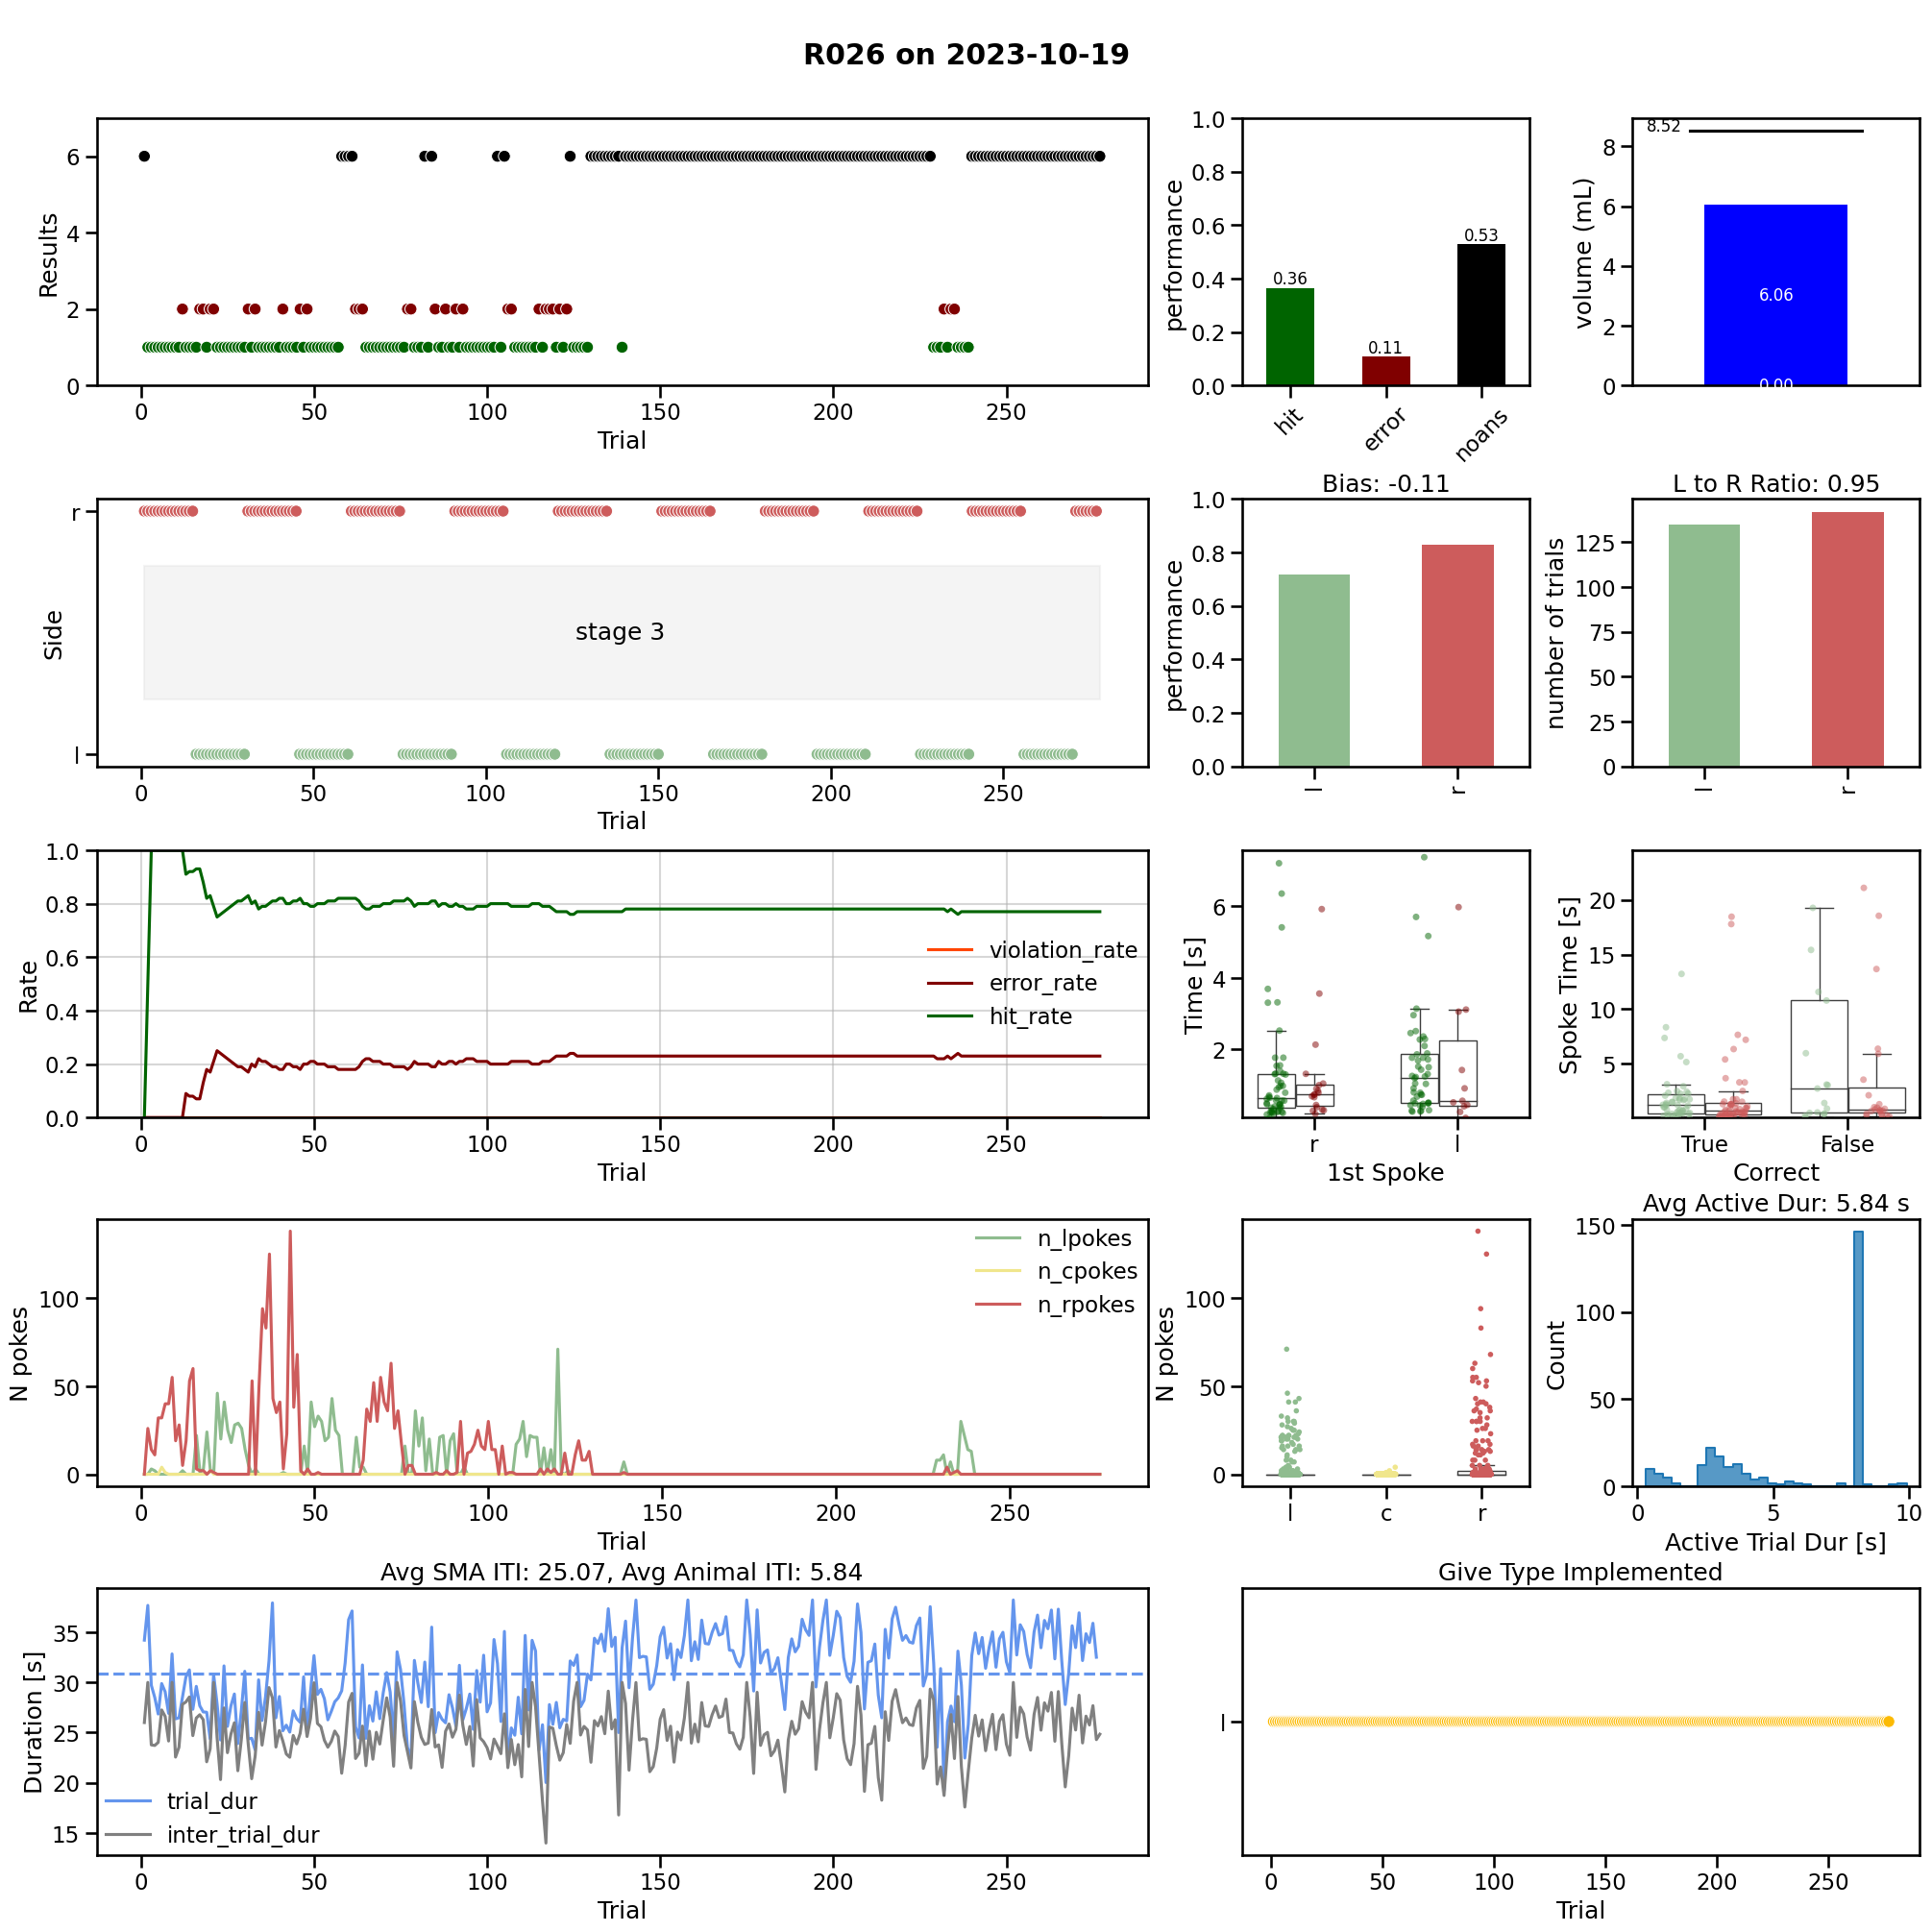 R026 on 2023-10-19
Results
6
4
2
0
0
50
100
150
200
250
Trial
performance
1.0
0.8
0.6
0.4
0.2
0.0
0.36
0.11
0.53
hit
error
noans
volume (mL)
8
6
4
2
0
8.52
6.06
0.00
Side
r
l
stage 3
0
50
100
150
200
250
Trial
Bias: -0.11
performance
1.0
0.8
0.6
0.4
0.2
0.0
l
r
L to R Ratio: 0.95
number of trials
125
100
75
50
25
0
l
r
Rate
1.0
0.8
0.6
0.4
0.2
0.0
violation_rate
error_rate
hit_rate
0
50
100
150
200
250
Trial
Time [s]
6
4
2
r
l
1st Spoke
Spoke Time [s]
20
15
10
5
True
False
Correct
N pokes
100
50
0
n_lpokes
n_cpokes
n_rpokes
0
50
100
150
200
250
Trial
N pokes
100
50
0
l
c
r
Avg Active Dur: 5.84 s
Count
150
100
50
0
0
5
10
Active Trial Dur [s]
Avg SMA ITI: 25.07, Avg Animal ITI: 5.84
Duration [s]
35
30
25
20
15
trial_dur
inter_trial_dur
0
50
100
150
200
250
Trial
Give Type Implemented
l
0
50
100
150
200
250
Trial